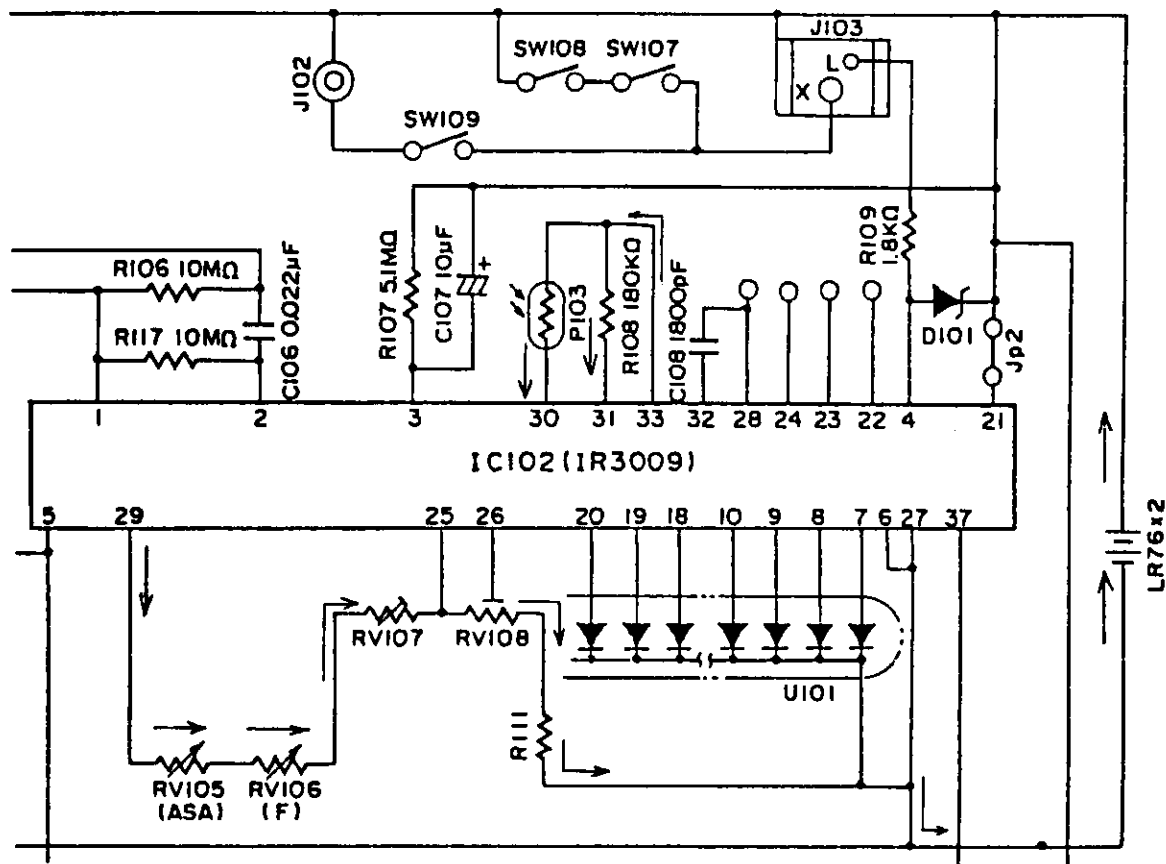 J103
L
X
SW108 SW107
J102
SW109
R106 10MΩ
R117 10MΩ
C106 0.022μF
R107 5.1MΩ
C107 10μF
+
P103
R108 180KΩ
C108 1800pF
R109
1.8KΩ
D101
Jp2
1 2 3 30 31 33 32 28 24 23 22 4 21
IC102(IR3009)
5 29 25 26 20 19 18 10 9 8 7 6 27 37
LR76x2
RV107 RV108
U101
R111
RV105
(ASA)
RV106
(F)